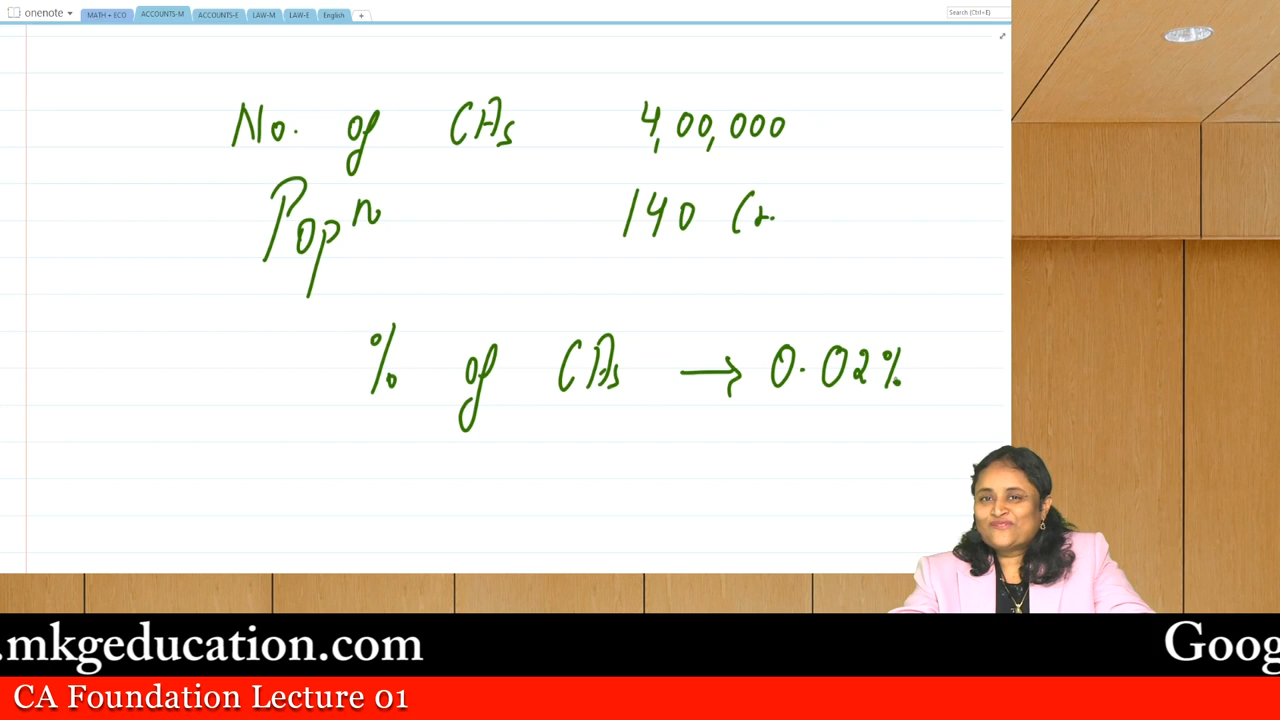 onenote
MATH + ECO ACCOUNTS-M ACCOUNTS-E LAW-M LAW-E English +
Search (Ctrl+E)
No. of CAs 4,00,000
Popn 140 Cr.
% of CAs → 0.02%
.mkgeducation.com Goog
CA Foundation Lecture 01